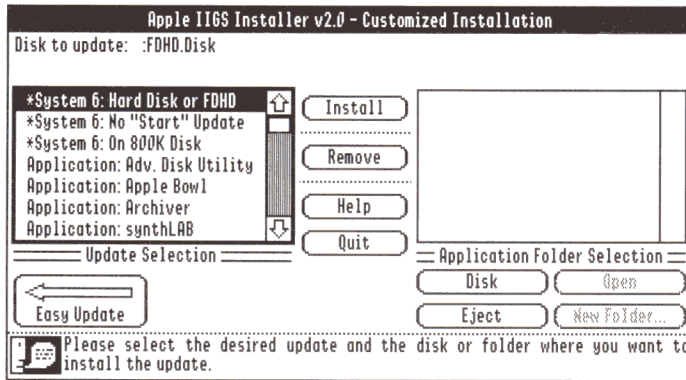 Apple IIGS Installer v2.0 - Customized Installation
Disk to update: :FDHD.Disk
*System 6: Hard Disk or FDHD
*System 6: No "Start" Update
*System 6: On 800K Disk
Application: Adv. Disk Utility
Application: Apple Bowl
Application: Archiver
Application: synthLAB
Update Selection
Easy Update
Install
Remove
Help
Quit
Application Folder Selection
Disk
Open
Eject
New Folder...
Please select the desired update and the disk or folder where you want to
install the update.